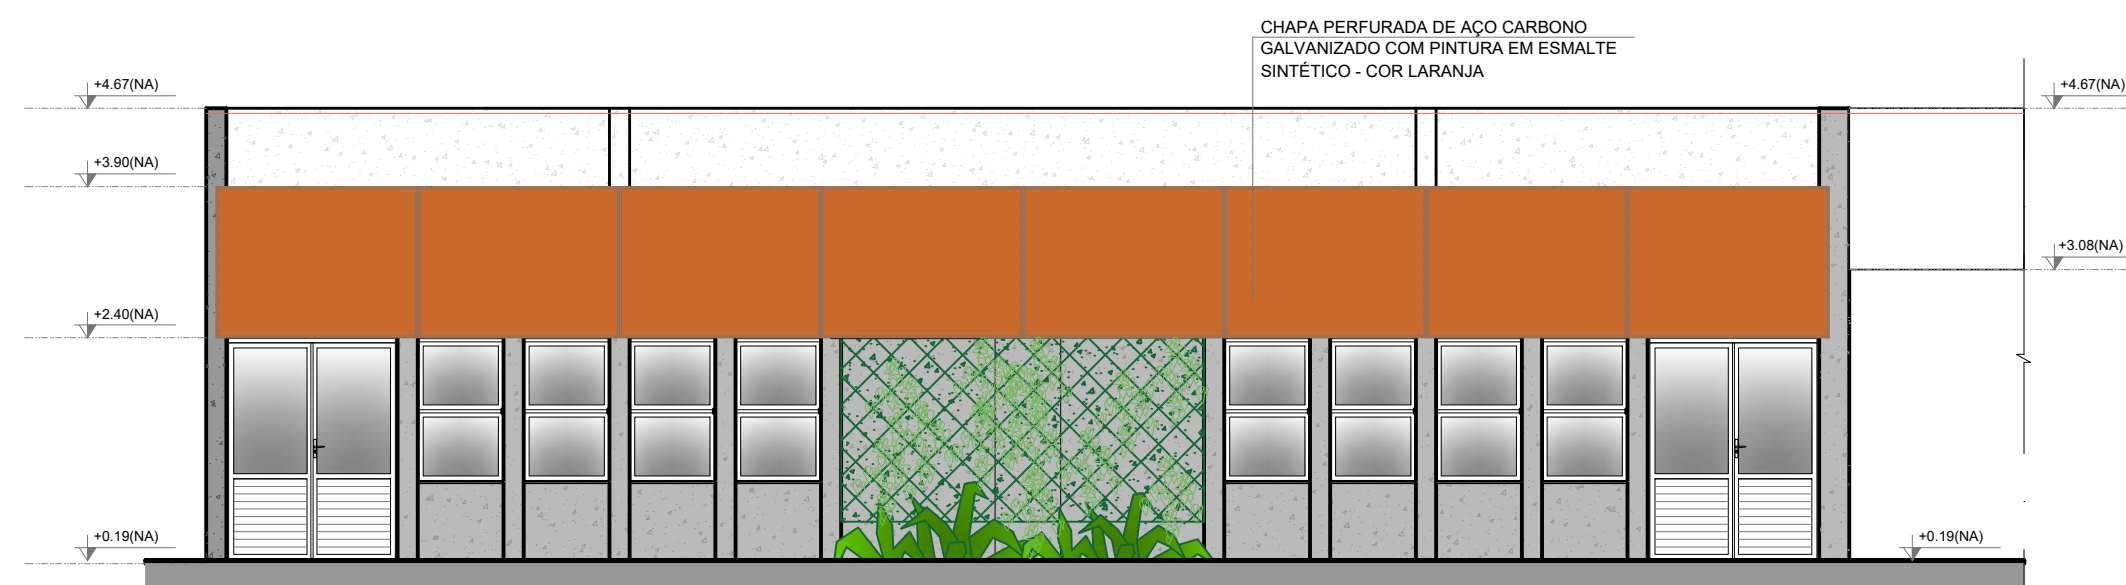 CHAPA PERFURADA DE AÇO CARBONO
GALVANIZADO COM PINTURA EM ESMALTE
SINTÉTICO - COR LARANJA
+4.67(NA)
+4.67(NA)
+3.90(NA)
+3.08(NA)
+2.40(NA)
+0.19(NA)
+0.19(NA)